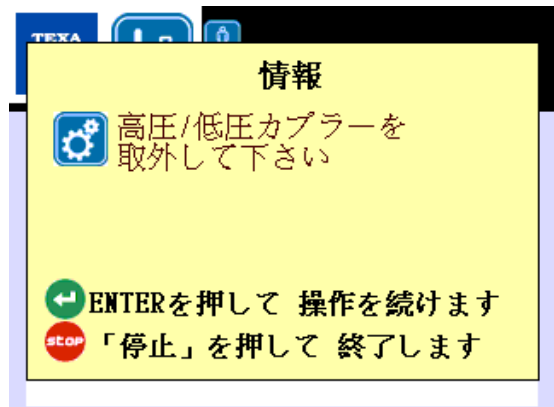 TEXA
情報
高圧/低圧カプラーを
取外して下さい
ENTERを押して 操作を続けます
stop「停止」を押して 終了します